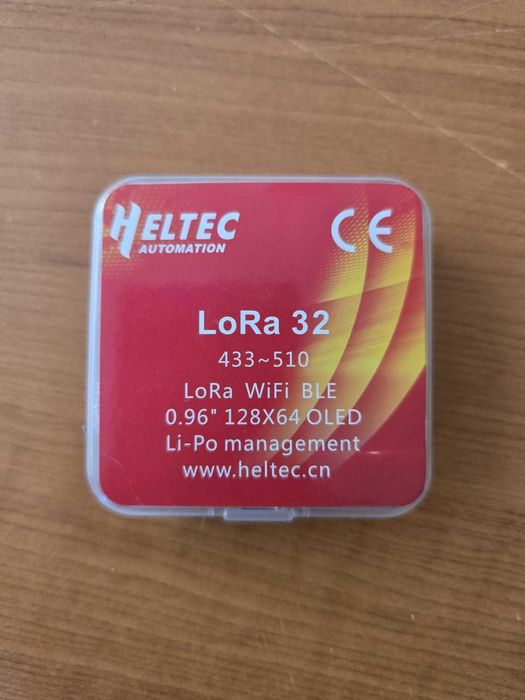 HELTEC
AUTOMATION
CE
LoRa 32
433~510
LoRa WiFi BLE
0.96" 128X64 OLED
Li-Po management
www.heltec.cn